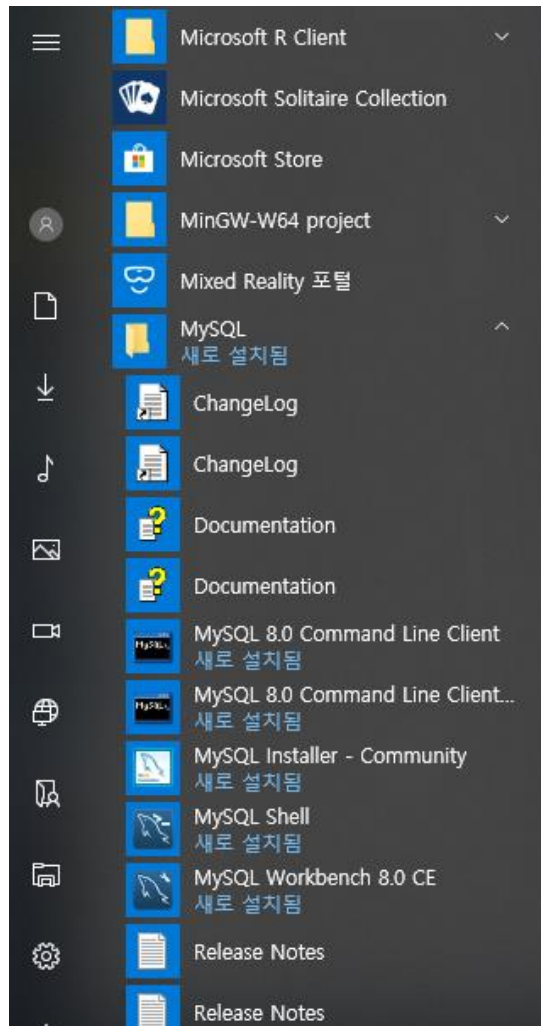 Microsoft R Client
Microsoft Solitaire Collection
Microsoft Store
MinGW-W64 project
Mixed Reality 포털
MySQL
새로 설치됨
ChangeLog
ChangeLog
Documentation
Documentation
MySQL 8.0 Command Line Client
새로 설치됨
MySQL 8.0 Command Line Client...
새로 설치됨
MySQL Installer - Community
새로 설치됨
MySQL Shell
새로 설치됨
MySQL Workbench 8.0 CE
새로 설치됨
Release Notes
Release Notes